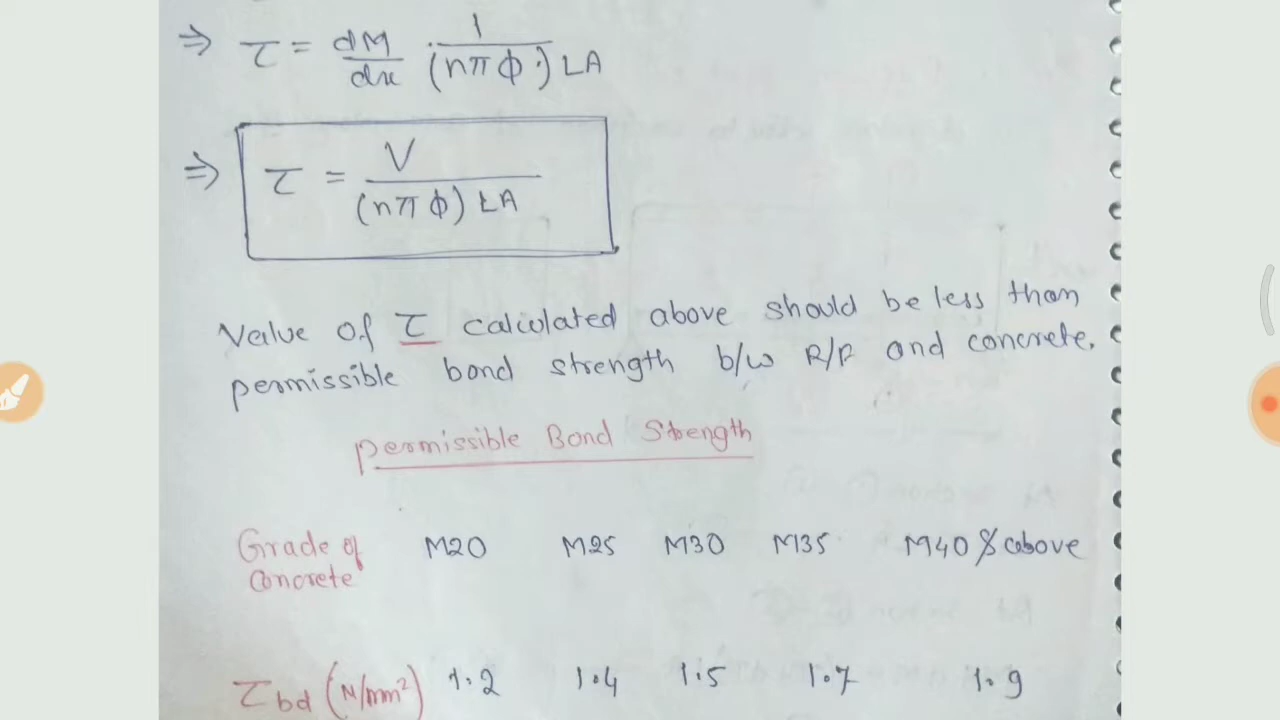 ⇒ τ = dM/dx · 1/(nπϕ·) LA
⇒ τ = V/(nπϕ) LA
Value of τ calculated above should be less than
permissible bond strength b/w R/F and concrete.
Permissible Bond Strength
Grade of concrete M20 M25 M30 M35 M40 & above
τbd (N/mm²) 1.2 1.4 1.5 1.7 1.9